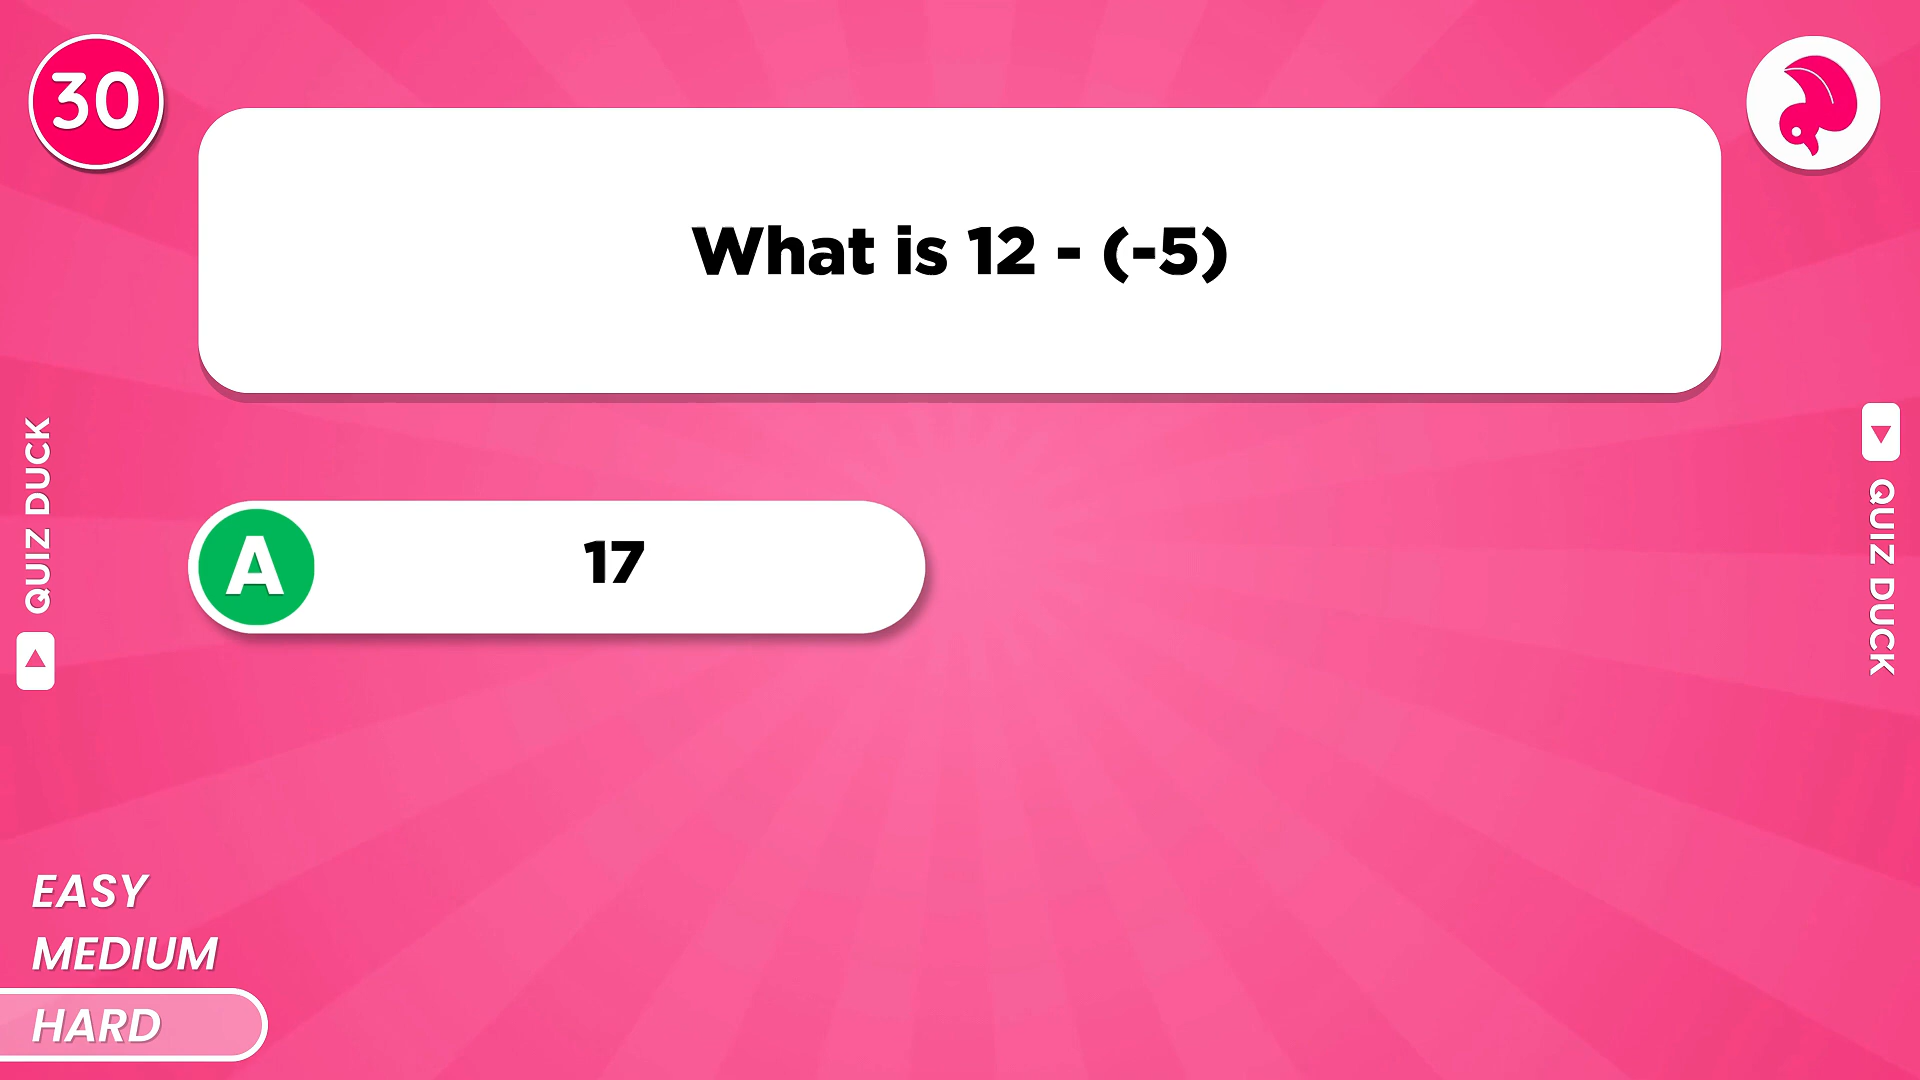 30
What is 12 - (-5)
QUIZ DUCK
QUIZ DUCK
A
17
EASY
MEDIUM
HARD